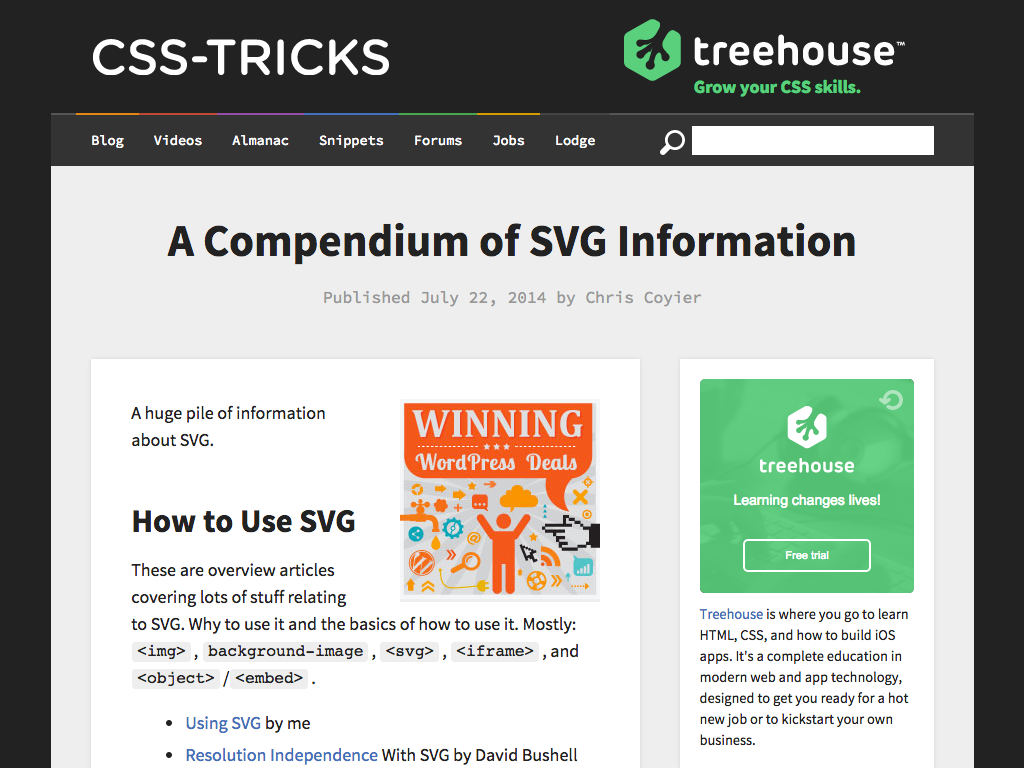 CSS-TRICKS
treehouse™
Grow your CSS skills.
Blog Videos Almanac Snippets Forums Jobs Lodge
A Compendium of SVG Information
Published July 22, 2014 by Chris Coyier
A huge pile of information
about SVG.
WINNING
WordPress Deals
How to Use SVG
These are overview articles
covering lots of stuff relating
to SVG. Why to use it and the basics of how to use it. Mostly:
<img> , background-image , <svg> , <iframe> , and
<object> / <embed> .
• Using SVG by me
• Resolution Independence With SVG by David Bushell
treehouse
Learning changes lives!
Free trial
Treehouse is where you go to learn
HTML, CSS, and how to build iOS
apps. It's a complete education in
modern web and app technology,
designed to get you ready for a hot
new job or to kickstart your own
business.